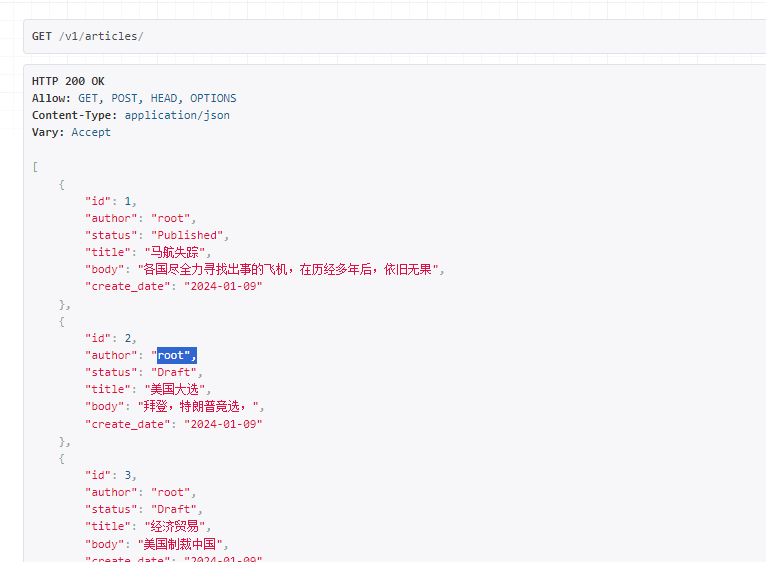 GET /v1/articles/
HTTP 200 OK
Allow: GET, POST, HEAD, OPTIONS
Content-Type: application/json
Vary: Accept
[
    {
        "id": 1,
        "author": "root",
        "status": "Published",
        "title": "马航失踪",
        "body": "各国尽全力寻找出事的飞机，在历经多年后，依旧无果",
        "create_date": "2024-01-09"
    },
    {
        "id": 2,
        "author": "root",
        "status": "Draft",
        "title": "美国大选",
        "body": "拜登，特朗普竟选，",
        "create_date": "2024-01-09"
    },
    {
        "id": 3,
        "author": "root",
        "status": "Draft",
        "title": "经济贸易",
        "body": "美国制裁中国",
        "create_date": "2024-01-09"